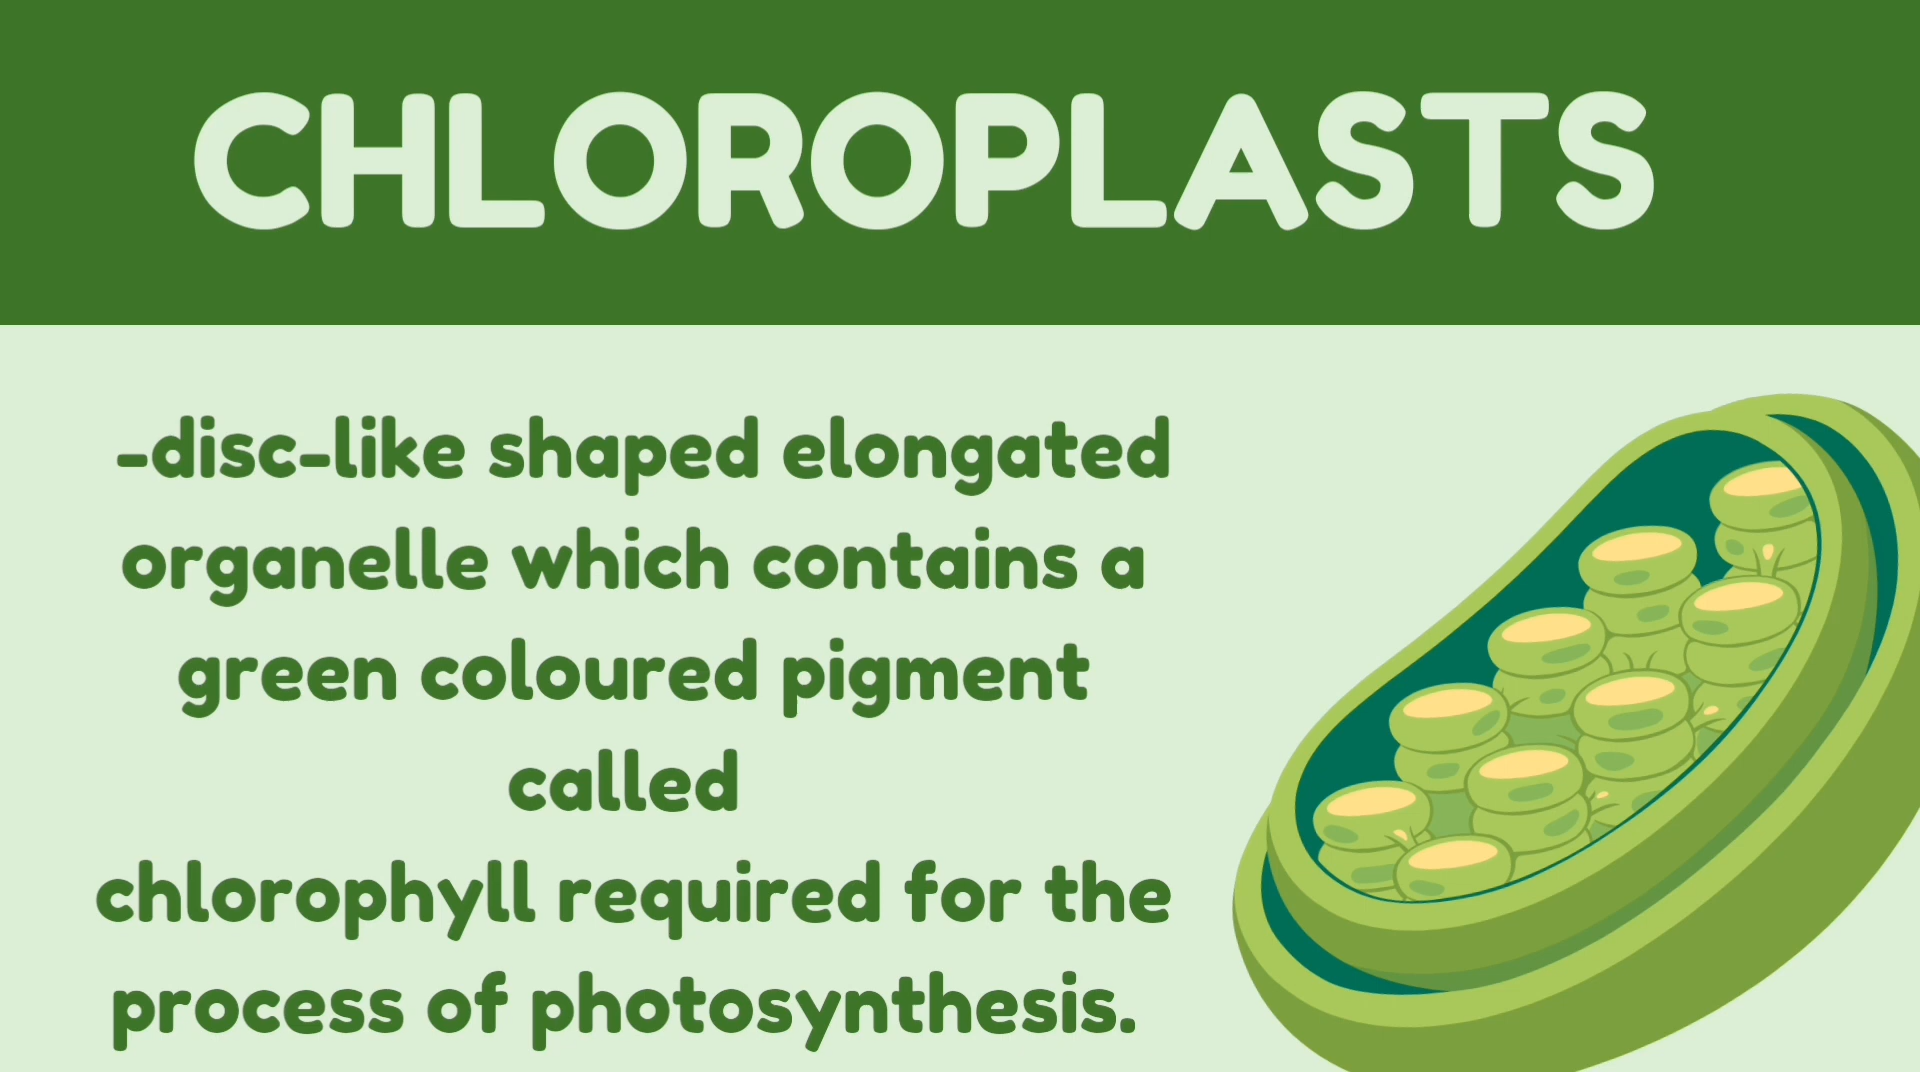 CHLOROPLASTS
-disc-like shaped elongated
organelle which contains a
green coloured pigment
called
chlorophyll required for the
process of photosynthesis.